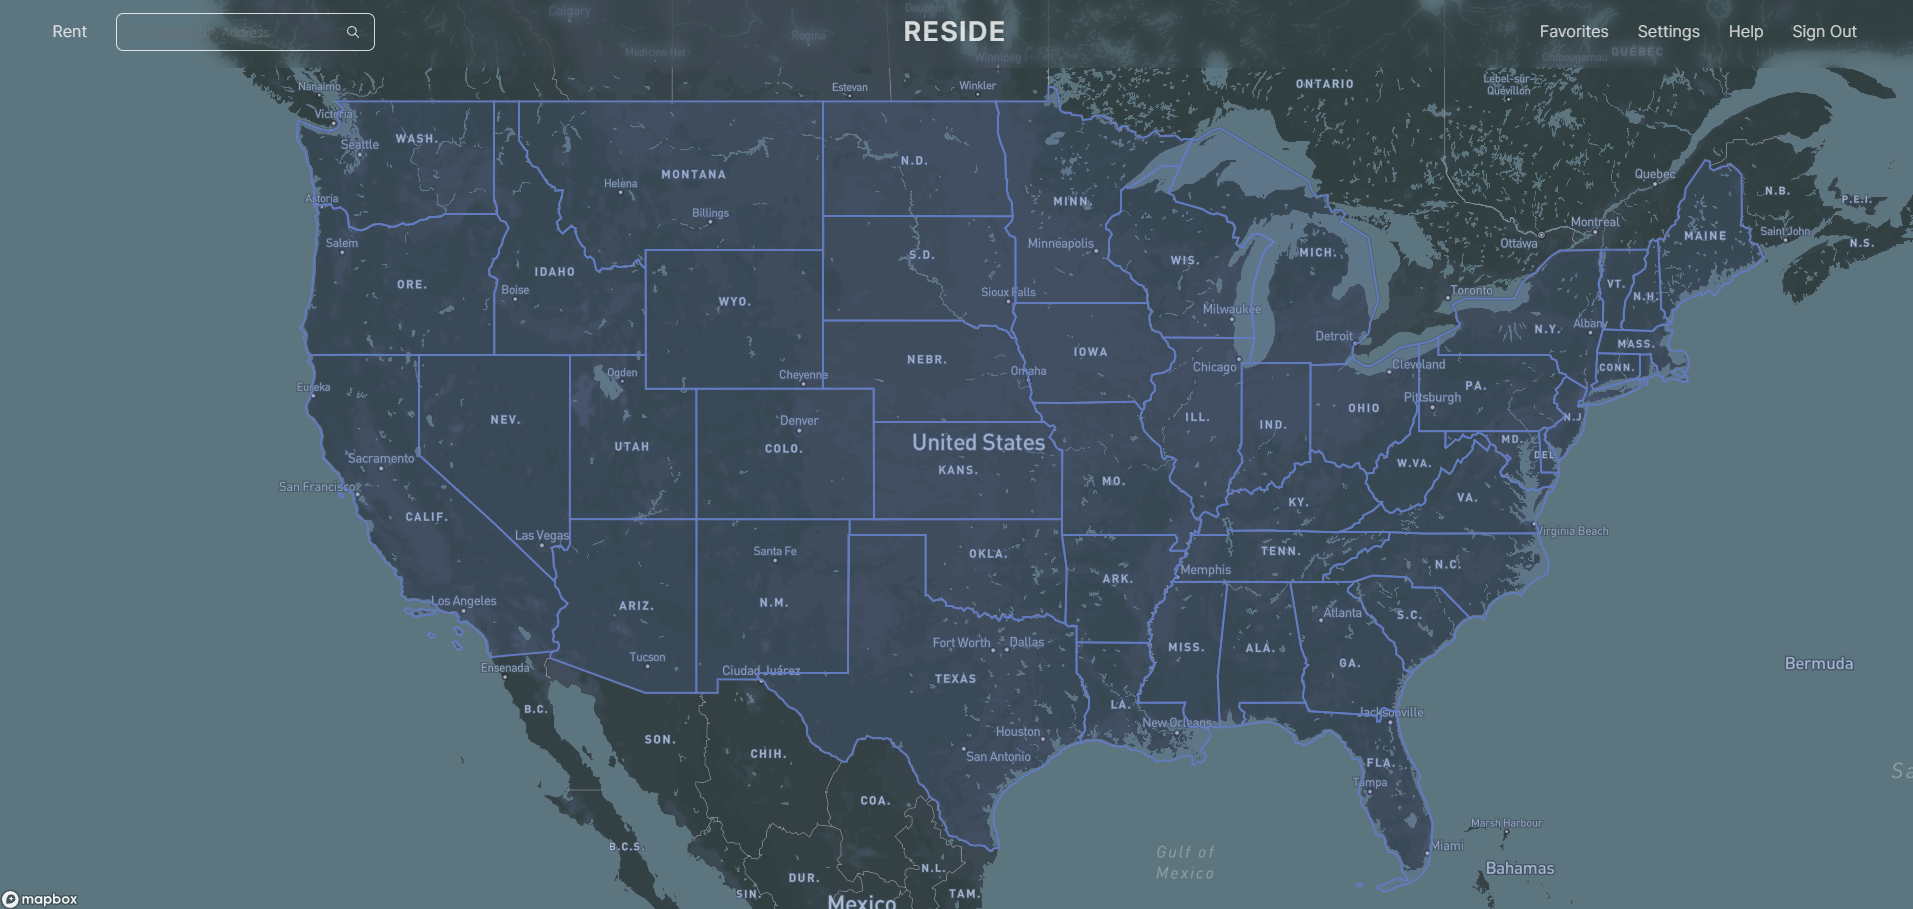 Rent
Address
RESIDE
Favorites
Settings
Help
Sign Out
Calgary
Dauphin
Medicine Hat
Regina
Winnipeg
QUÉBEC
Chibougamau
Nanaimo
Estevan
Winkler
ONTARIO
Lebel-sur-
Quévillon
Victoria
Seattle
WASH.
MONTANA
N.D.
MINN.
Quebec
N.B.
P.E.I.
Helena
Billings
Astoria
Salem
Minneapolis
Montreal
Ottawa
MAINE
Saint John
N.S.
ORE.
IDAHO
Boise
WYO.
S.D.
Sioux Falls
WIS.
MICH.
Milwaukee
Toronto
VT.
N.H.
N.Y.
Albany
Detroit
MASS.
CONN.
Eureka
Ogden
Cheyenne
NEBR.
Omaha
IOWA
Chicago
Cleveland
PA.
Pittsburgh
N.J.
NEV.
UTAH
Denver
COLO.
United States
KANS.
ILL.
IND.
OHIO
MD.
DEL.
W.VA.
VA.
Sacramento
San Francisco
CALIF.
MO.
KY.
Las Vegas
Santa Fe
OKLA.
TENN.
Virginia Beach
N.C.
Memphis
ARK.
Los Angeles
ARIZ.
N.M.
Atlanta
S.C.
Fort Worth
Dallas
MISS.
ALA.
GA.
Ensenada
Tucson
Ciudad Juárez
TEXAS
Bermuda
B.C.
LA.
New Orleans
Jacksonville
SON.
CHIH.
Houston
San Antonio
FLA.
Tampa
Sa
COA.
Marsh Harbour
B.C.S.
Miami
Gulf of
Mexico
Bahamas
DUR.
N.L.
SIN.
TAM.
Mexico
mapbox